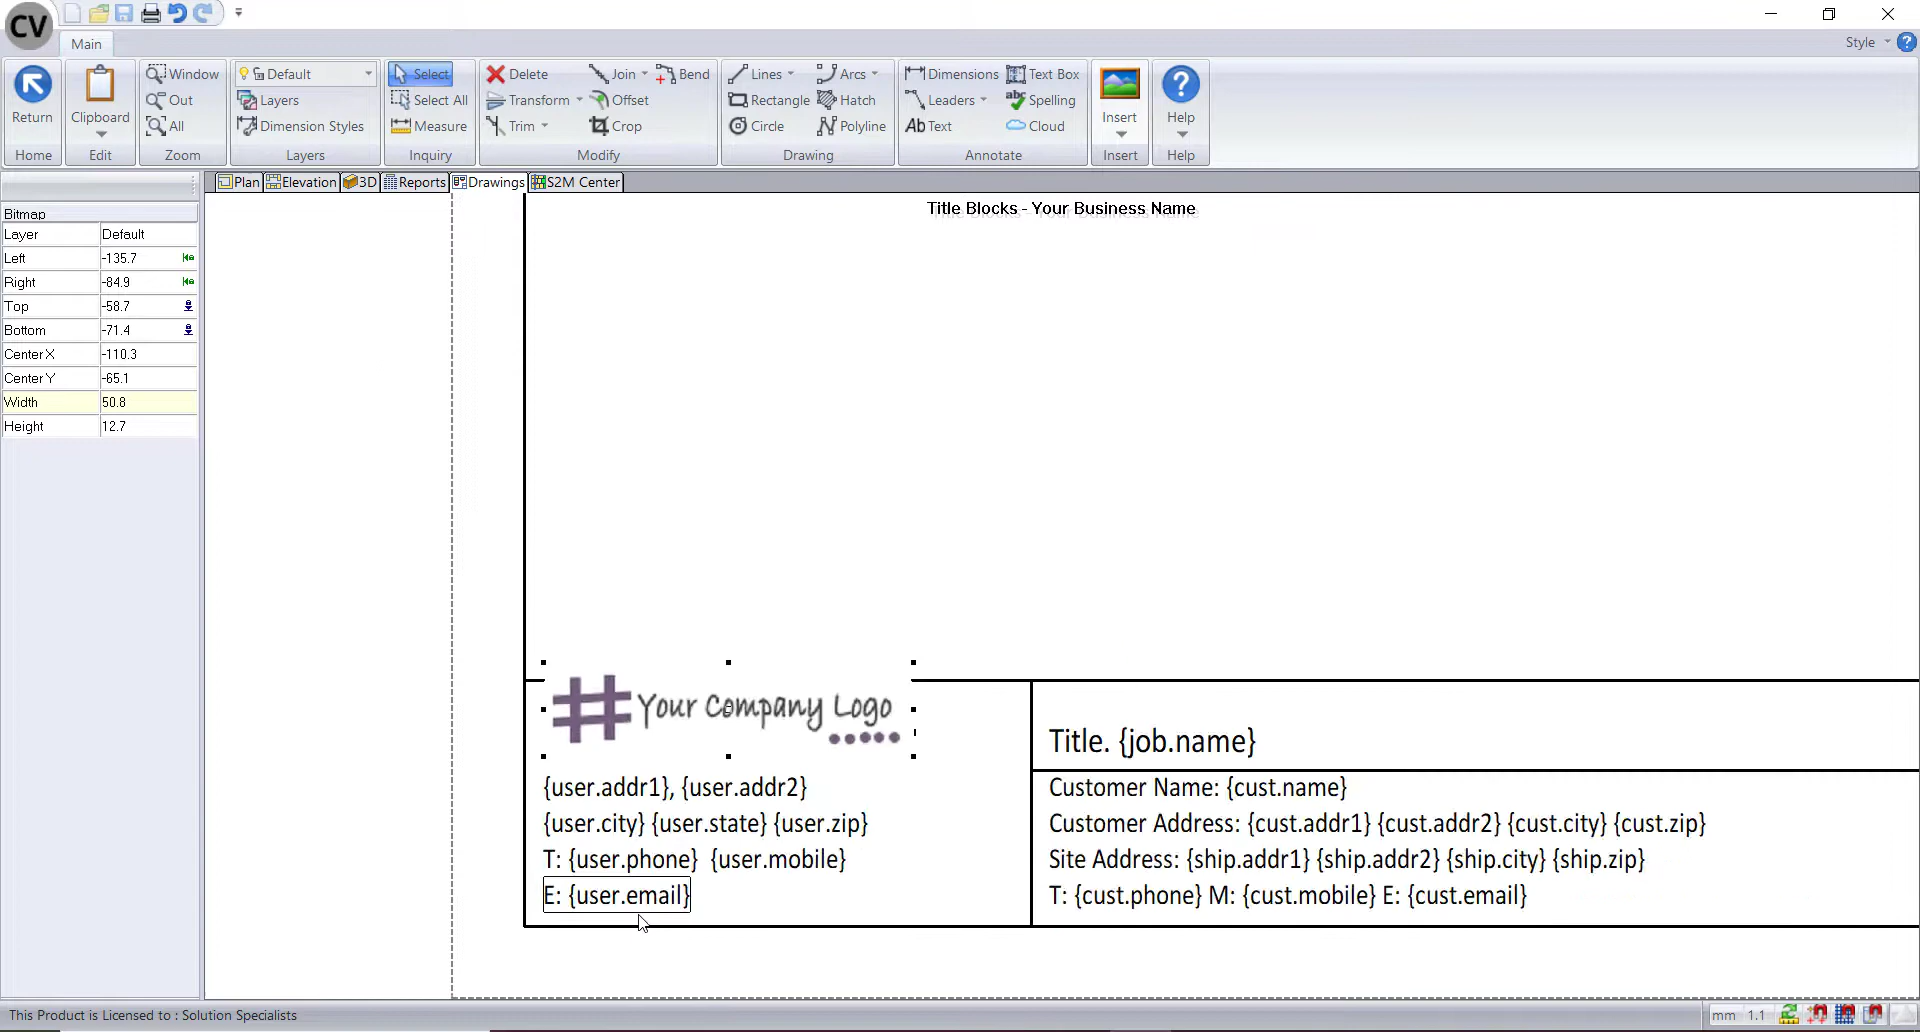 CV
Main
Style
Return
Home
Clipboard
Edit
Window
Out
All
Zoom
Default
Layers
Dimension Styles
Layers
Select
Select All
Measure
Inquiry
Delete
Transform
Trim
Join
Offset
Crop
Bend
Modify
Lines
Rectangle
Circle
Arcs
Hatch
Polyline
Drawing
Dimensions
Leaders
Ab Text
Text Box
abc Spelling
Cloud
Annotate
Insert
Insert
Help
Help
Plan
Elevation
3D
Reports
Drawings
S2M Center
Bitmap
Layer Default
Left -135.7
Right -84.9
Top -58.7
Bottom -71.4
Center X -110.3
Center Y -65.1
Width 50.8
Height 12.7
Title Blocks - Your Business Name
# Your Company Logo
{user.addr1}, {user.addr2}
{user.city} {user.state} {user.zip}
T: {user.phone} {user.mobile}
E: {user.email}
Title. {job.name}
Customer Name: {cust.name}
Customer Address: {cust.addr1} {cust.addr2} {cust.city} {cust.zip}
Site Address: {ship.addr1} {ship.addr2} {ship.city} {ship.zip}
T: {cust.phone} M: {cust.mobile} E: {cust.email}
This Product is Licensed to : Solution Specialists
mm 1.1